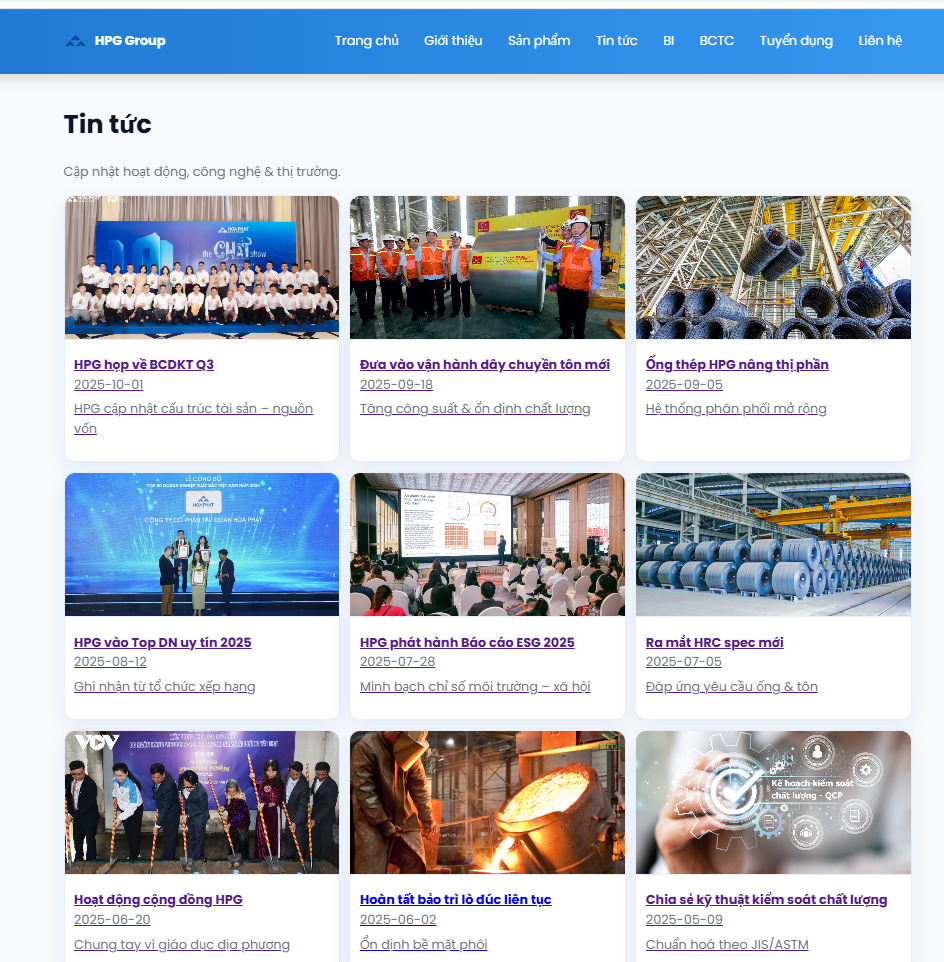 HPG Group
Trang chủ Giới thiệu Sản phẩm Tin tức BI BCTC Tuyển dụng Liên hệ
Tin tức
Cập nhật hoạt động, công nghệ & thị trường.
HÒA PHÁT
the CHẤT show
HPG họp về BCDKT Q3
2025-10-01
HPG cập nhật cấu trúc tài sản – nguồn
vốn
Đưa vào vận hành dây chuyền tôn mới
2025-09-18
Tăng công suất & ổn định chất lượng
Ống thép HPG nâng thị phần
2025-09-05
Hệ thống phân phối mở rộng
LỄ CÔNG BỐ
HÒA PHÁT
CÔNG TY CỔ PHẦN TẬP ĐOÀN HÒA PHÁT
HPG vào Top DN uy tín 2025
2025-08-12
Ghi nhận từ tổ chức xếp hạng
HPG phát hành Báo cáo ESG 2025
2025-07-28
Minh bạch chỉ số môi trường – xã hội
Ra mắt HRC spec mới
2025-07-05
Đáp ứng yêu cầu ống & tôn
VOV
Hoạt động cộng đồng HPG
2025-06-20
Chung tay vì giáo dục địa phương
Hoàn tất bảo trì lò đúc liên tục
2025-06-02
Ổn định bề mặt phôi
Kế hoạch kiểm soát
chất lượng - QCP
Chia sẻ kỹ thuật kiểm soát chất lượng
2025-05-09
Chuẩn hoá theo JIS/ASTM